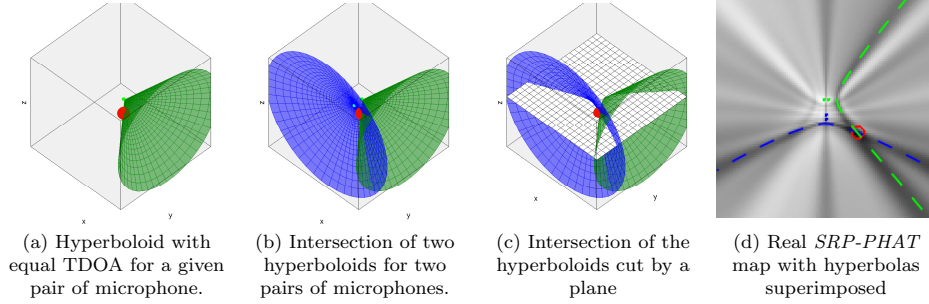 z
x
y
z
x
y
z
x
y
(a) Hyperboloid with
equal TDOA for a given
pair of microphone.
(b) Intersection of two
hyperboloids for two
pairs of microphones.
(c) Intersection of the
hyperboloids cut by a
plane
(d) Real SRP-PHAT
map with hyperbolas
superimposed